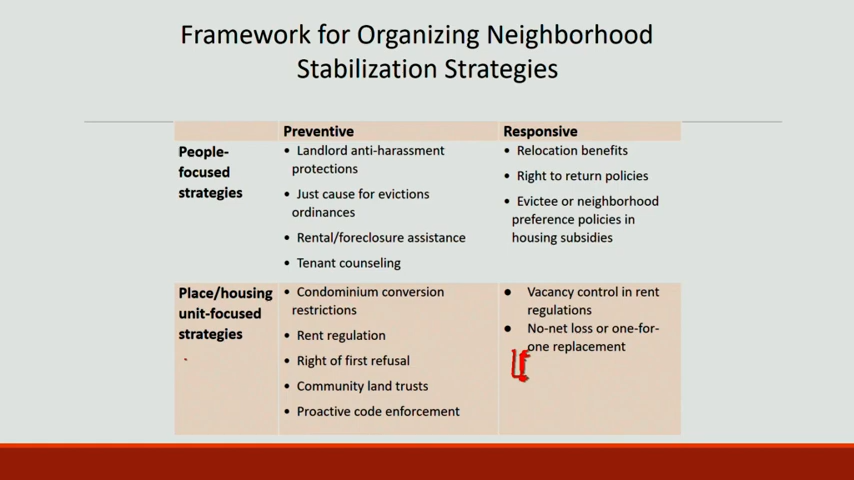 Framework for Organizing Neighborhood
Stabilization Strategies
Preventive
Responsive
People-
focused
strategies
• Landlord anti-harassment
protections
• Just cause for evictions
ordinances
• Rental/foreclosure assistance
• Tenant counseling
• Relocation benefits
• Right to return policies
• Evictee or neighborhood
preference policies in
housing subsidies
Place/housing
unit-focused
strategies
• Condominium conversion
restrictions
• Rent regulation
• Right of first refusal
• Community land trusts
• Proactive code enforcement
● Vacancy control in rent
regulations
● No-net loss or one-for-
one replacement